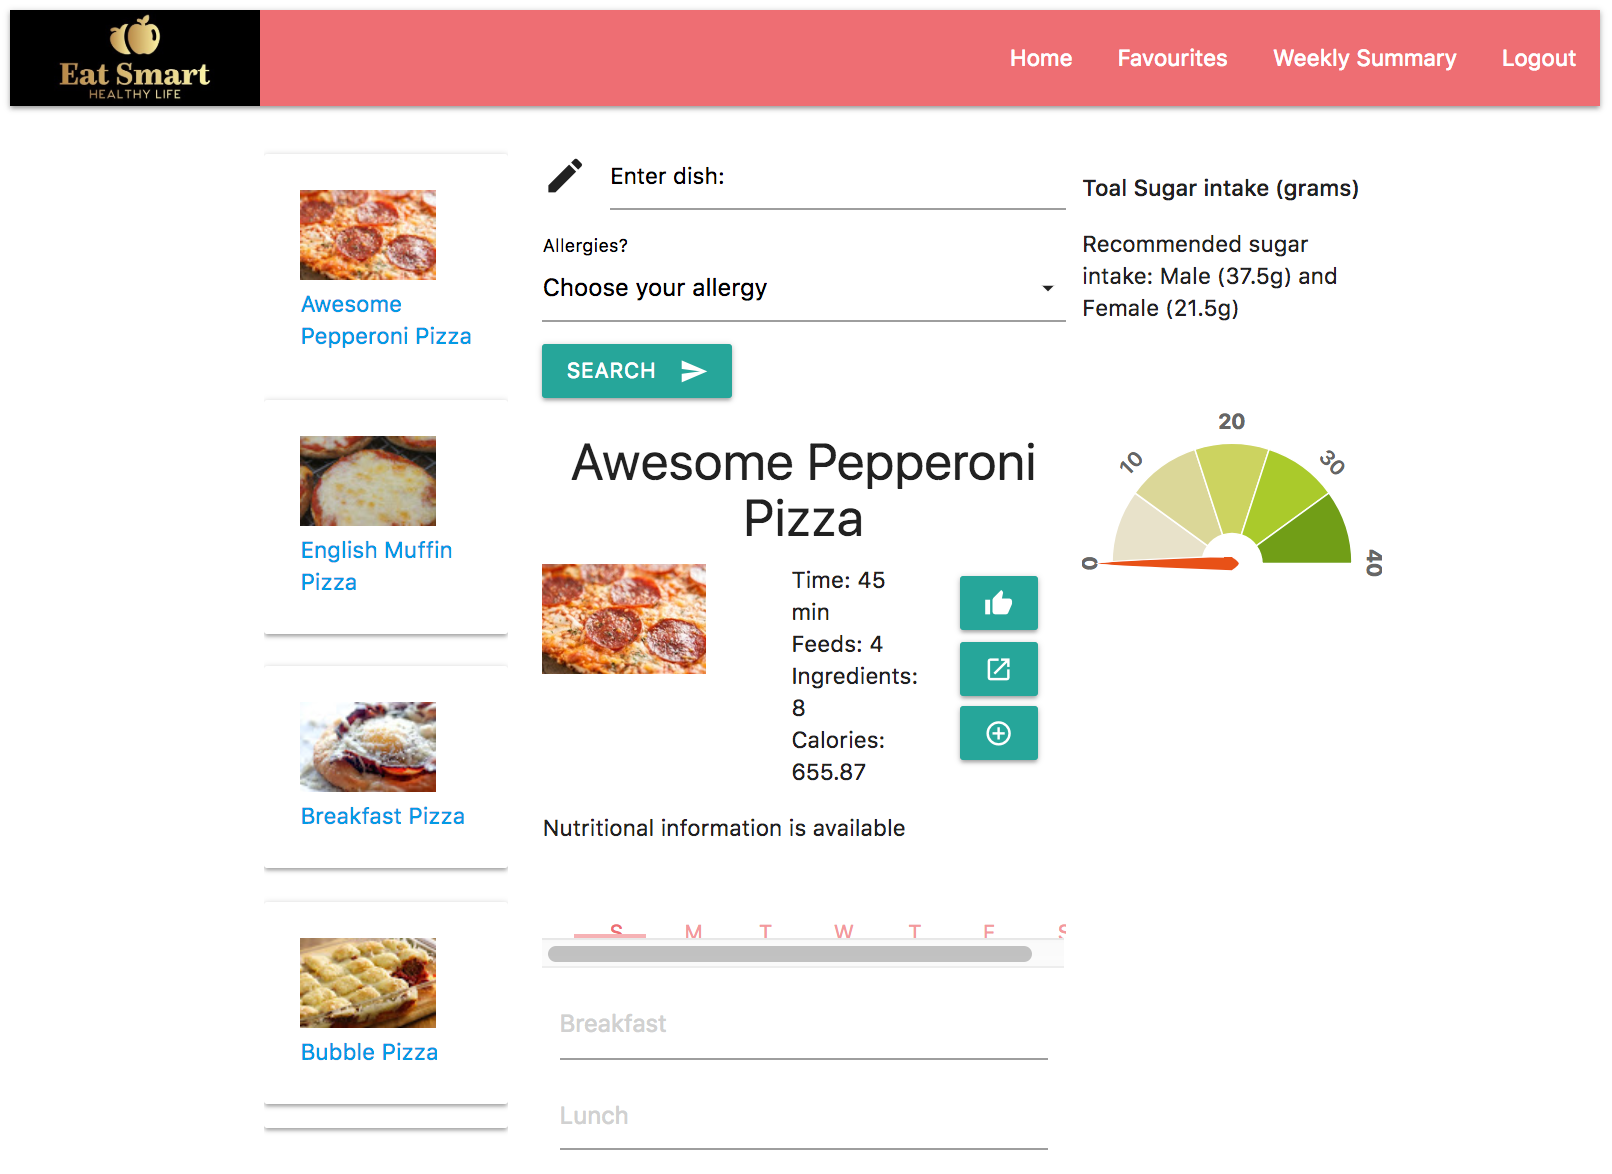 Eat Smart
HEALTHY LIFE
Home
Favourites
Weekly Summary
Logout
Awesome
Pepperoni Pizza
English Muffin
Pizza
Breakfast Pizza
Bubble Pizza
Enter dish:
Allergies?
Choose your allergy
SEARCH
Awesome Pepperoni
Pizza
Time: 45
min
Feeds: 4
Ingredients:
8
Calories:
655.87
Nutritional information is available
S M T W T F S
Breakfast
Lunch
Toal Sugar intake (grams)
Recommended sugar
intake: Male (37.5g) and
Female (21.5g)
0
10
20
30
40